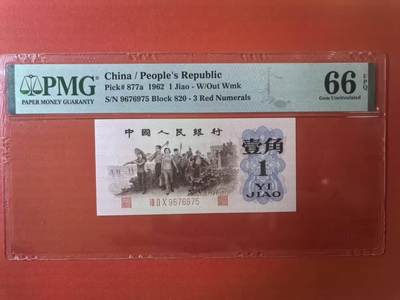 PMG
PAPER MONEY GUARANTY
China / People's Republic
Pick# 877a 1962 1 Jiao - W/Out Wmk
S/N 9676975 Block 820 - 3 Red Numerals
66 EPQ
Gem Uncirculated
中國人民銀行
壹角
1
YI
JIAO
X 9676975